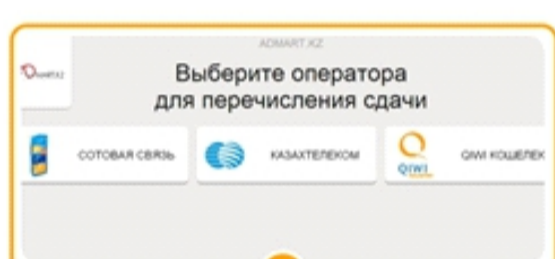 ADMART.KZ
Выберите оператора
для перечисления сдачи
СОТОВАЯ СВЯЗЬ
КАЗАХТЕЛЕКОМ
QIWI
QIWI КОШЕЛЕК